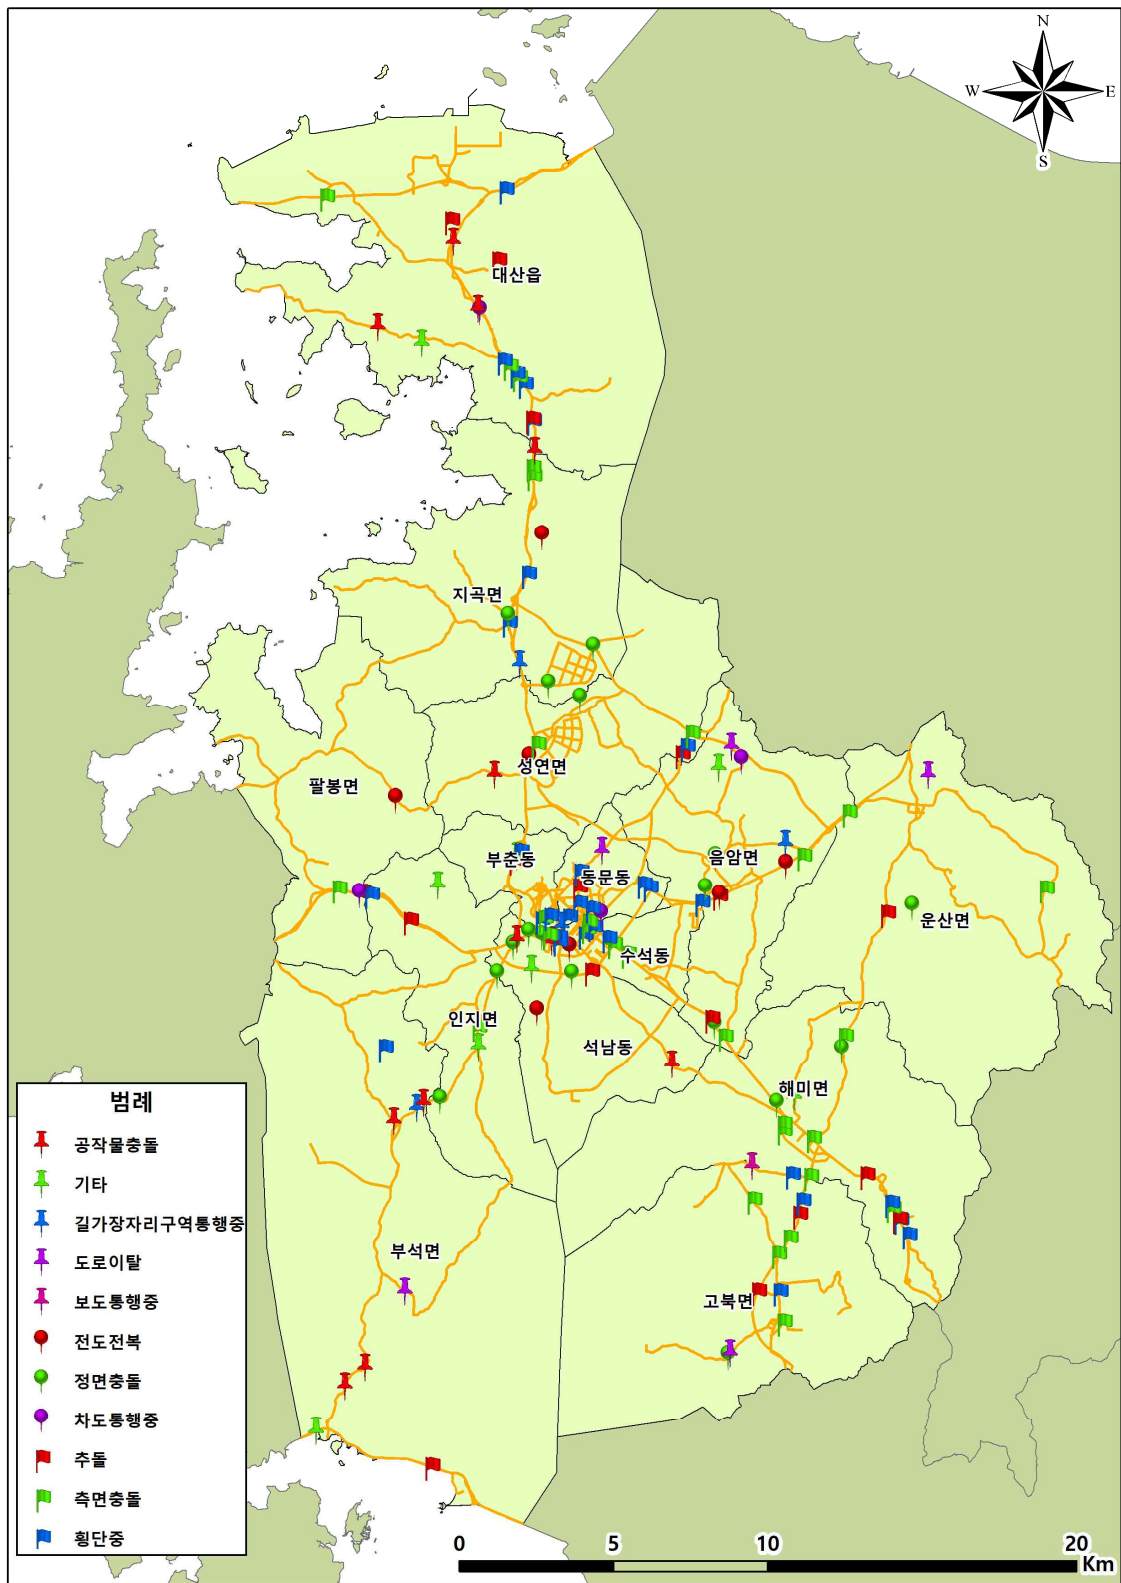 N
W
E
S
대산읍
지곡면
성연면
팔봉면
부춘동
동문동
음암면
운산면
수석동
인지면
석남동
해미면
부석면
고북면
범례
공작물충돌
기타
길가장자리구역통행중
도로이탈
보도통행중
전도전복
정면충돌
차도통행중
추돌
측면충돌
횡단중
0 5 10 20
Km